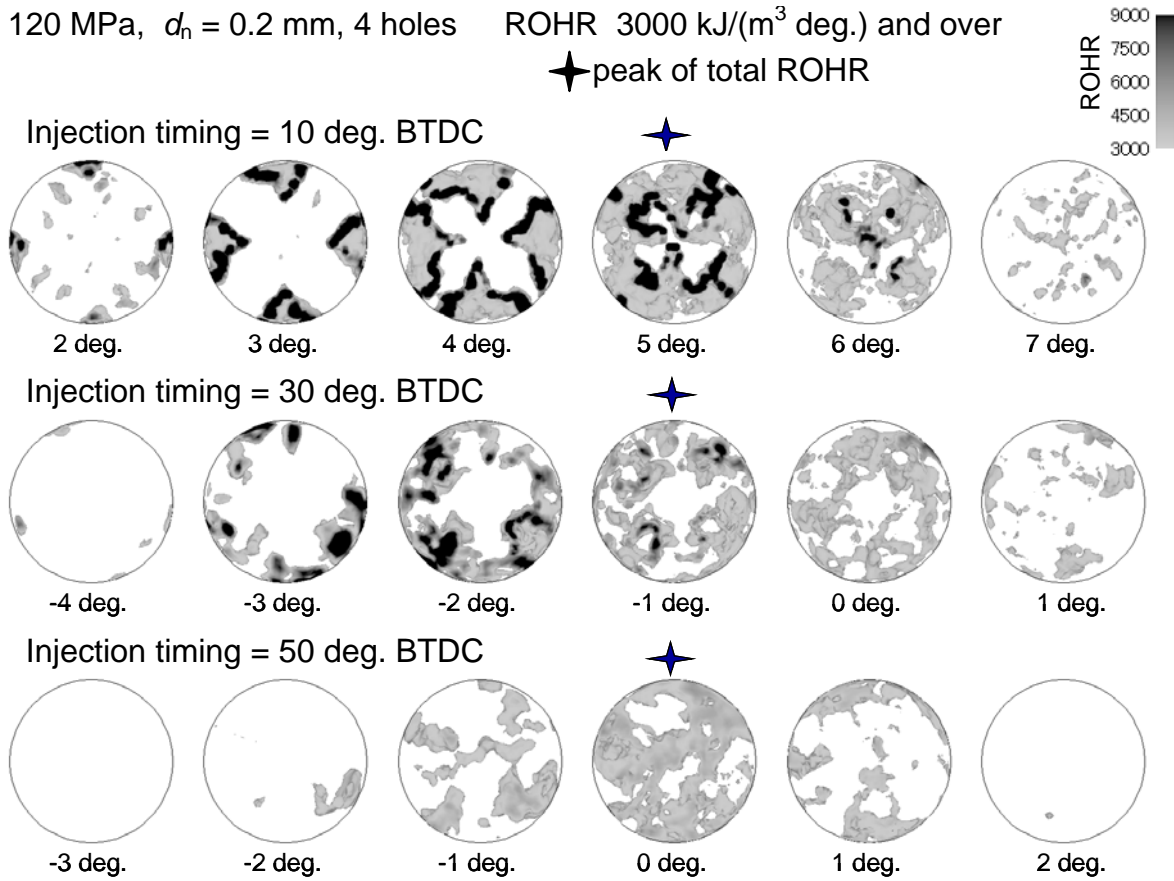 120 MPa, dn = 0.2 mm, 4 holes ROHR 3000 kJ/(m³ deg.) and over
peak of total ROHR
ROHR
9000
7500
6000
4500
3000
Injection timing = 10 deg. BTDC
2 deg. 3 deg. 4 deg. 5 deg. 6 deg. 7 deg.
Injection timing = 30 deg. BTDC
-4 deg. -3 deg. -2 deg. -1 deg. 0 deg. 1 deg.
Injection timing = 50 deg. BTDC
-3 deg. -2 deg. -1 deg. 0 deg. 1 deg. 2 deg.